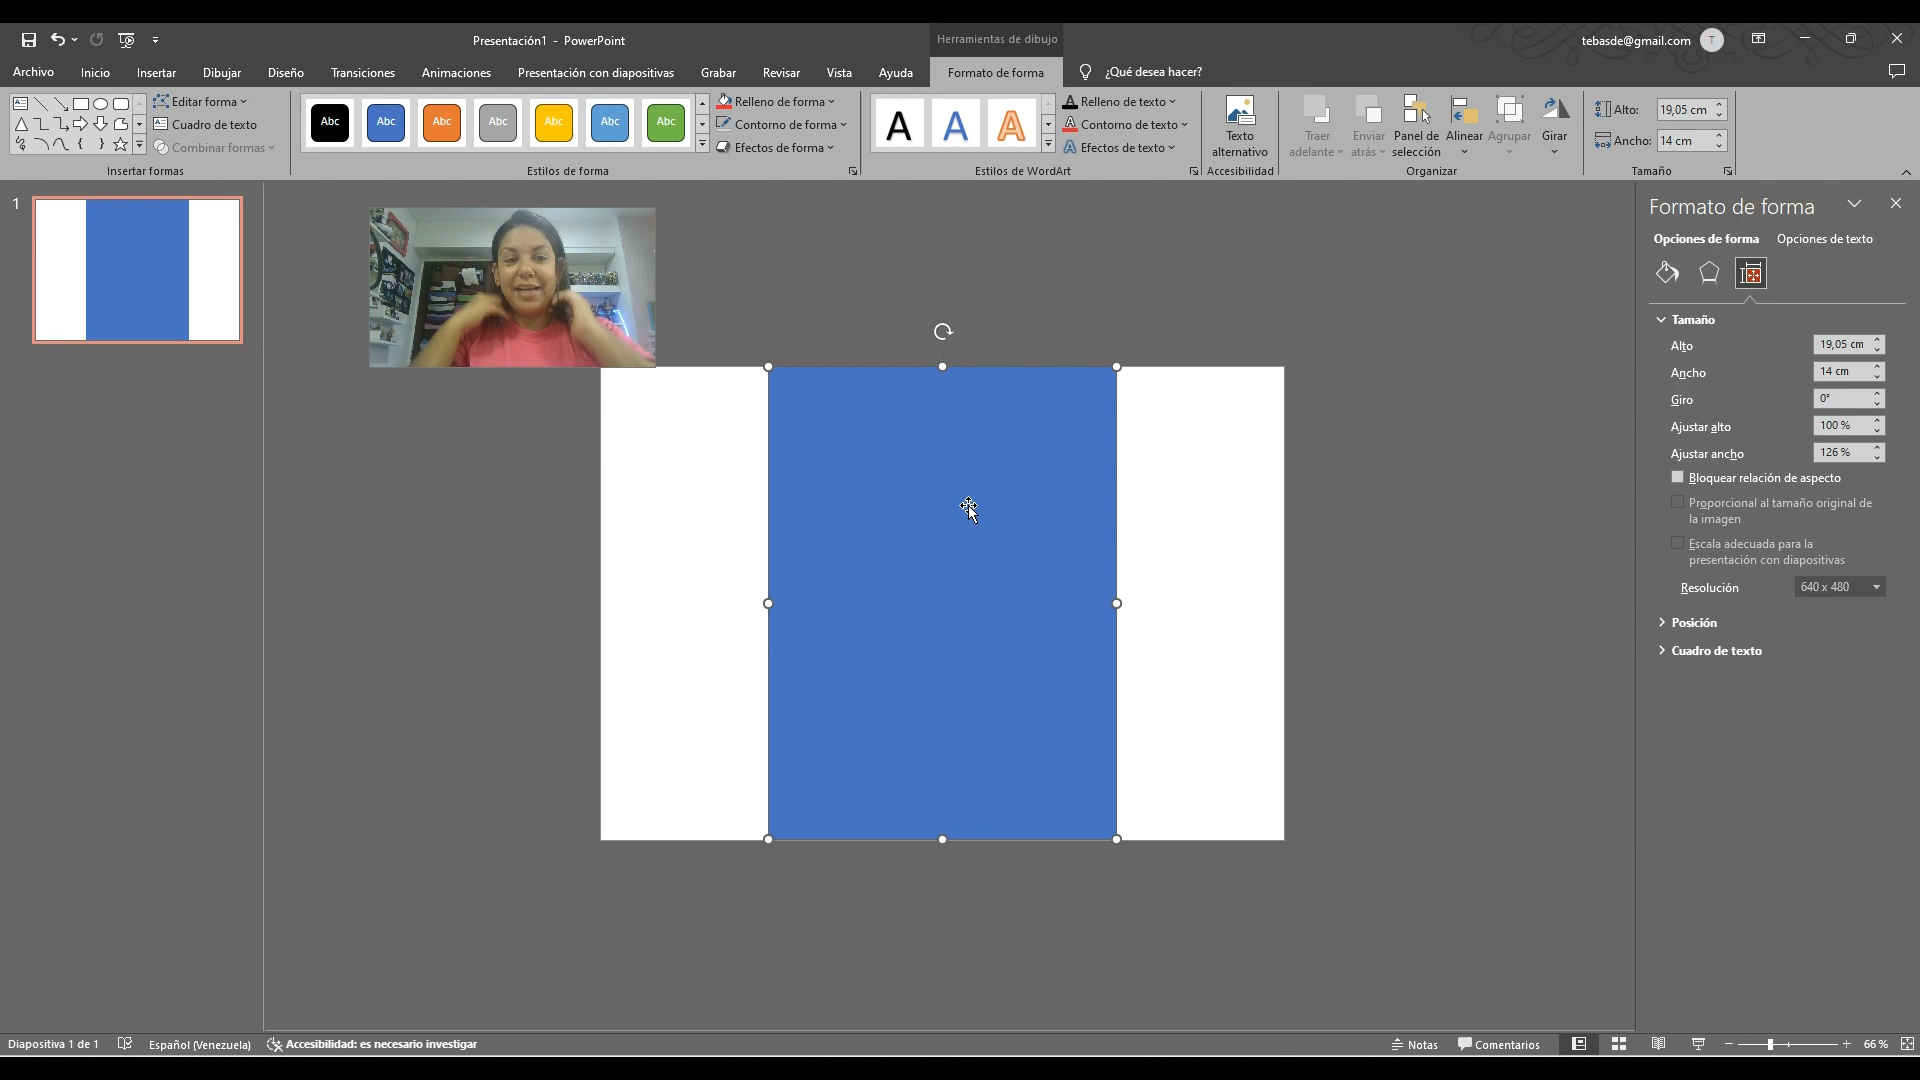 Presentación1 - PowerPoint
Herramientas de dibujo
tebasde@gmail.com
T
Archivo
Inicio
Insertar
Dibujar
Diseño
Transiciones
Animaciones
Presentación con diapositivas
Grabar
Revisar
Vista
Ayuda
Formato de forma
¿Qué desea hacer?
Editar forma
Cuadro de texto
Combinar formas
Insertar formas
Abc
Abc
Abc
Abc
Abc
Abc
Abc
Relleno de forma
Contorno de forma
Efectos de forma
Estilos de forma
A
A
A
Relleno de texto
Contorno de texto
Efectos de texto
Estilos de WordArt
Texto
alternativo
Accesibilidad
Traer
adelante
Enviar
atrás
Panel de
selección
Alinear
Agrupar
Girar
Organizar
Alto:
19,05 cm
Ancho:
14 cm
Tamaño
1
Formato de forma
Opciones de forma
Opciones de texto
Tamaño
Alto
19,05 cm
Ancho
14 cm
Giro
0°
Ajustar alto
100 %
Ajustar ancho
126 %
Bloquear relación de aspecto
Proporcional al tamaño original de
la imagen
Escala adecuada para la
presentación con diapositivas
Resolución
640 x 480
Posición
Cuadro de texto
Diapositiva 1 de 1
Español (Venezuela)
Accesibilidad: es necesario investigar
Notas
Comentarios
66 %